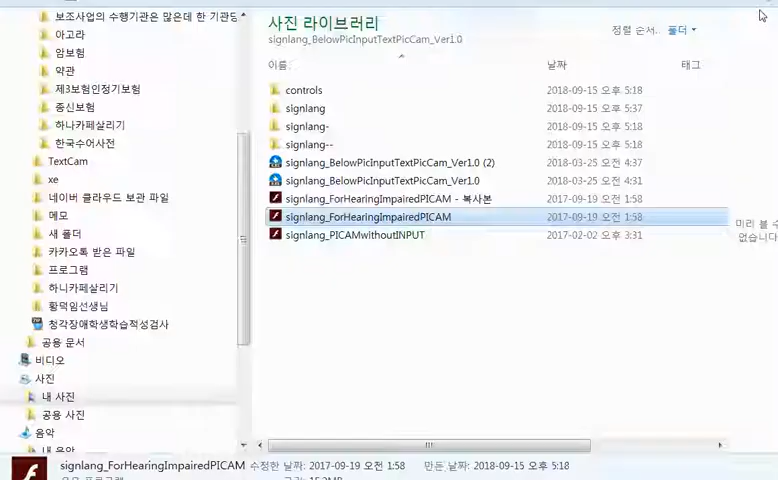 보조사업의 수행기관은 많은데 한 기관당
아고라
암보험
약관
제3보험인정기보험
종신보험
하나카페살리기
한국수어사전
TextCam
xe
네이버 클라우드 보관 파일
메모
새 폴더
카카오톡 받은 파일
프로그램
하니카페살리기
황덕임선생님
청각장애학생학습적성검사
공용 문서
비디오
사진
내 사진
공용 사진
음악
내 음악
사진 라이브러리
signlang_BelowPicInputTextPicCam_Ver1.0
정렬 순서.. 폴더
이름 날짜 태그
controls 2018-09-15 오후 5:18
signlang 2018-09-15 오후 5:37
signlang- 2018-09-15 오후 5:18
signlang-- 2018-09-15 오후 5:18
signlang_BelowPicInputTextPicCam_Ver1.0 (2) 2018-03-25 오후 4:37
signlang_BelowPicInputTextPicCam_Ver1.0 2018-03-25 오후 4:31
signlang_ForHearingImpairedPICAM - 복사본 2017-09-19 오전 1:58
signlang_ForHearingImpairedPICAM 2017-09-19 오전 1:58
signlang_PICAMwithoutINPUT 2017-02-02 오후 3:31
미리 볼 수
없습니다
signlang_ForHearingImpairedPICAM 수정한 날짜: 2017-09-19 오전 1:58 만든 날짜: 2018-09-15 오후 5:18